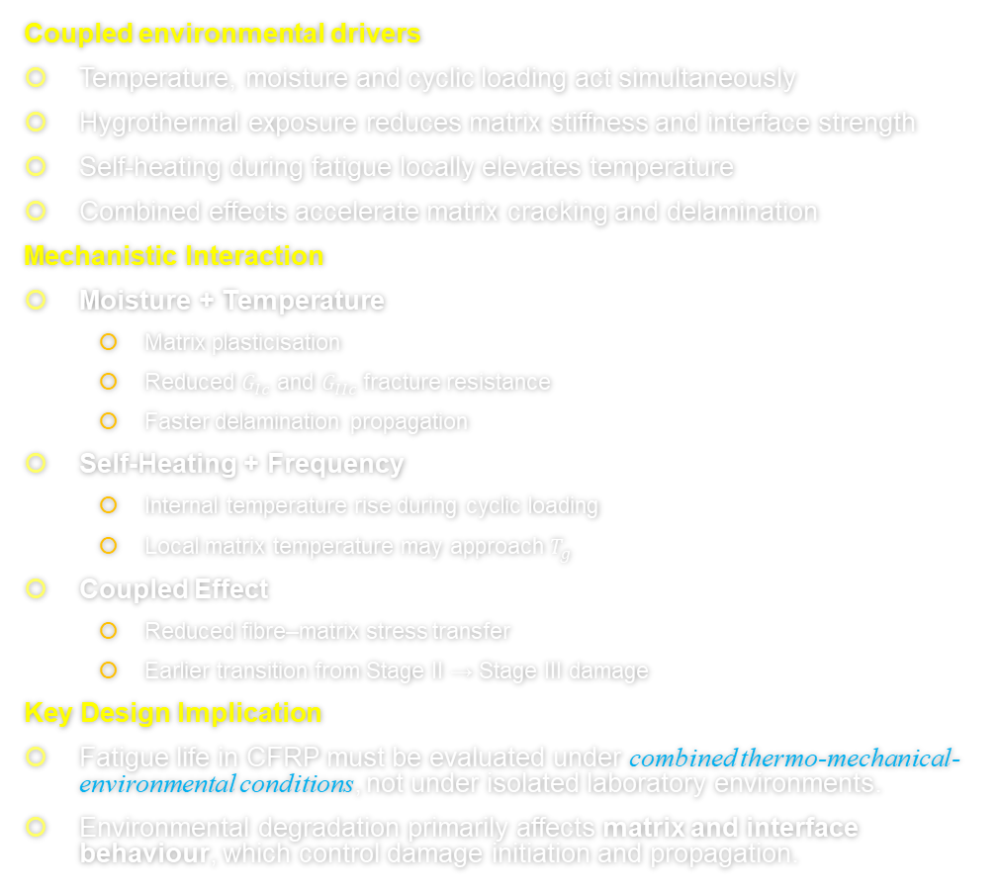 Coupled environmental drivers
Temperature, moisture and cyclic loading act simultaneously
Hygrothermal exposure reduces matrix stiffness and interface strength
Self-heating during fatigue locally elevates temperature
Combined effects accelerate matrix cracking and delamination
Mechanistic Interaction
Moisture + Temperature
Matrix plasticisation
Reduced G_Ic and G_IIc fracture resistance
Faster delamination propagation
Self-Heating + Frequency
Internal temperature rise during cyclic loading
Local matrix temperature may approach T_g
Coupled Effect
Reduced fibre–matrix stress transfer
Earlier transition from Stage II → Stage III damage
Key Design Implication
Fatigue life in CFRP must be evaluated under combined thermo-mechanical-
environmental conditions, not under isolated laboratory environments.
Environmental degradation primarily affects matrix and interface
behaviour, which control damage initiation and propagation.